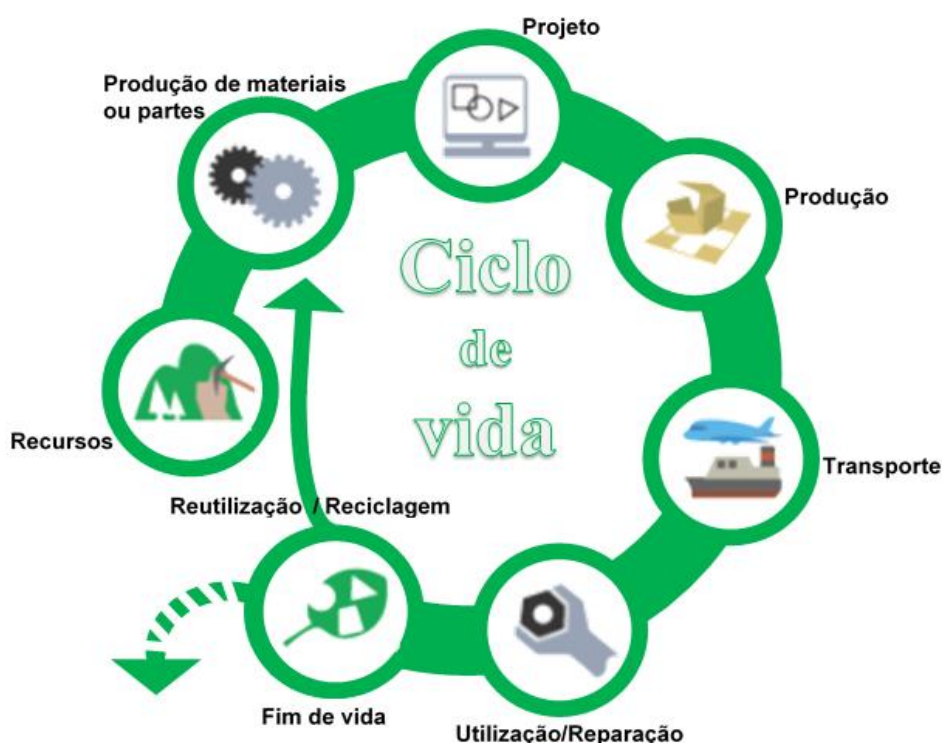 Projeto
Produção de materiais
ou partes
Produção
Ciclo
de
vida
Recursos
Transporte
Reutilização / Reciclagem
Fim de vida
Utilização/Reparação